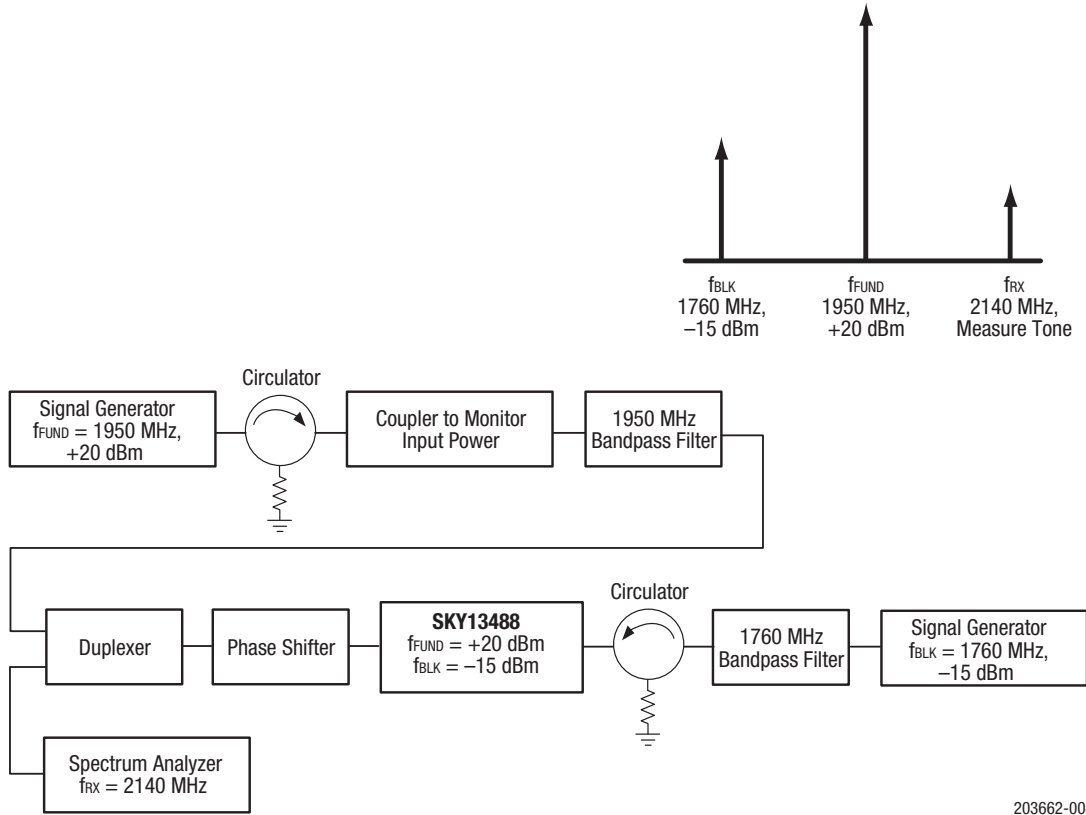 fBLK
1760 MHz,
–15 dBm
fFUND
1950 MHz,
+20 dBm
fRX
2140 MHz,
Measure Tone
Signal Generator
fFUND = 1950 MHz,
+20 dBm
Circulator
Coupler to Monitor
Input Power
1950 MHz
Bandpass Filter
Duplexer
Phase Shifter
SKY13488
fFUND = +20 dBm
fBLK = –15 dBm
Circulator
1760 MHz
Bandpass Filter
Signal Generator
fBLK = 1760 MHz,
–15 dBm
Spectrum Analyzer
fRX = 2140 MHz
203662-00